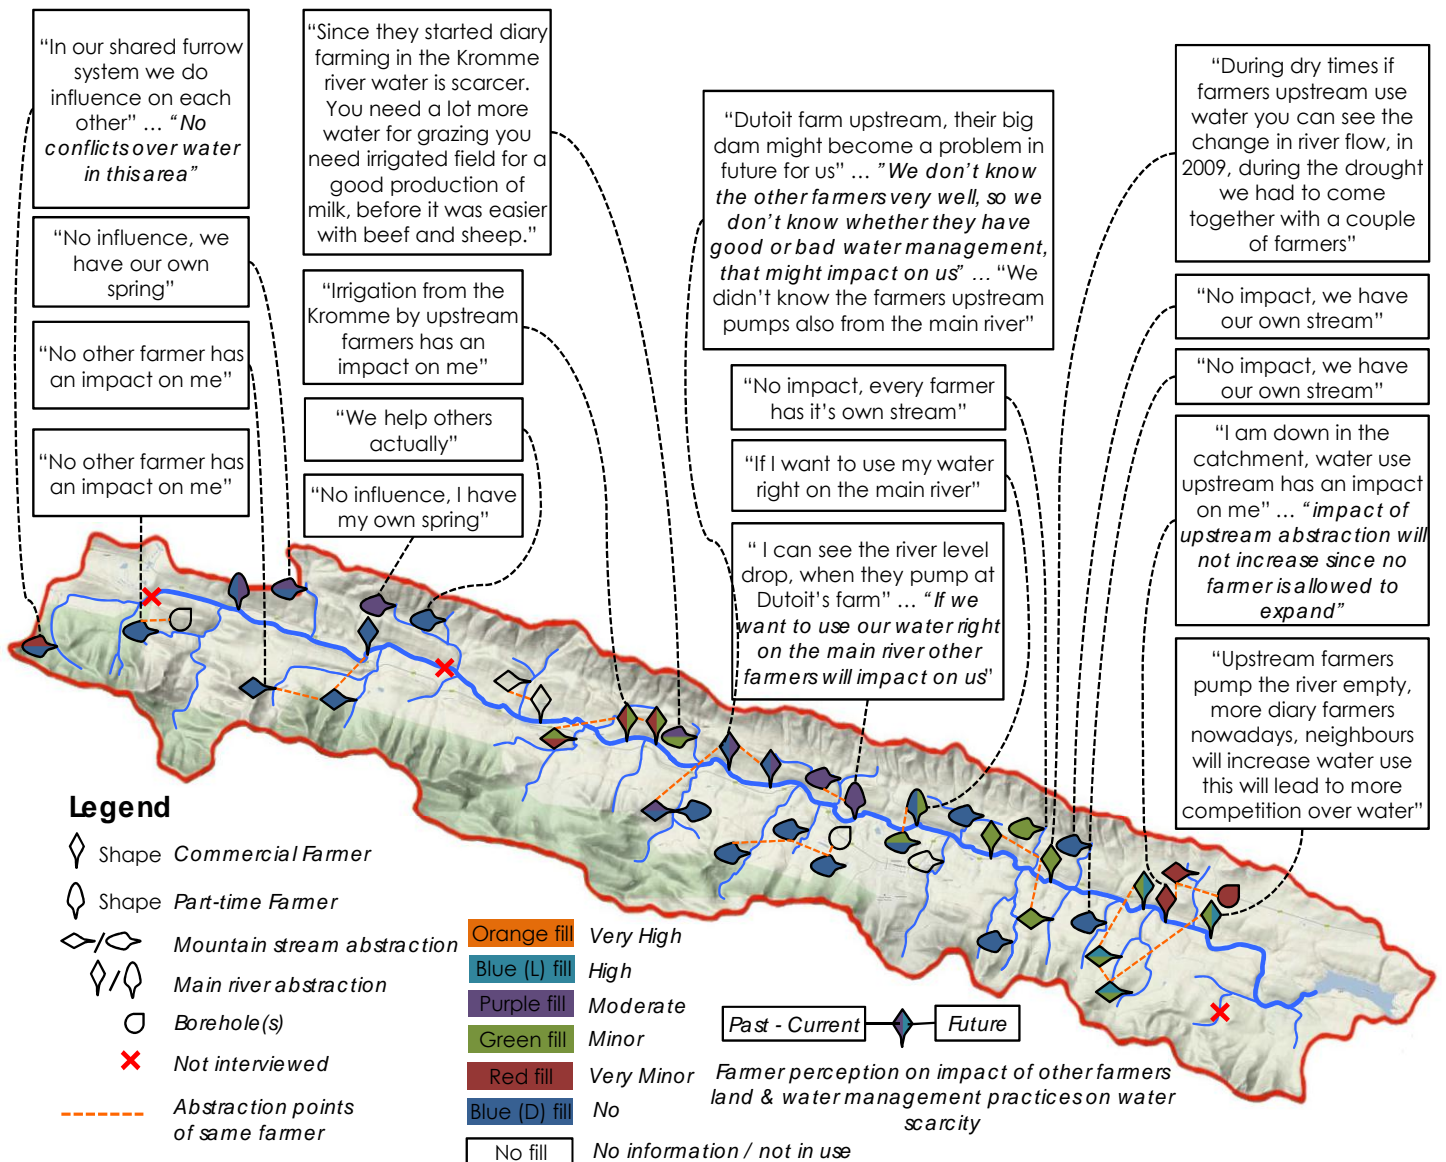 “In our shared furrow
system we do
influence on each
other” … “No
conflicts over water
in this area”
“No influence, we
have our own
spring”
“No other farmer has
an impact on me”
“No other farmer has
an impact on me”
“Since they started diary
farming in the Kromme
river water is scarcer.
You need a lot more
water for grazing you
need irrigated field for a
good production of
milk, before it was easier
with beef and sheep.”
“Irrigation from the
Kromme by upstream
farmers has an
impact on me”
“We help others
actually”
“No influence, I have
my own spring”
“Dutoit farm upstream, their big
dam might become a problem in
future for us” … ”We don’t know
the other farmers very well, so we
don’t know whether they have
good or bad water management,
that might impact on us” … “We
didn’t know the farmers upstream
pumps also from the main river”
“No impact, every farmer
has it’s own stream”
“If I want to use my water
right on the main river”
“ I can see the river level
drop, when they pump at
Dutoit’s farm” … “If we
want to use our water right
on the main river other
farmers will impact on us’
“During dry times if
farmers upstream use
water you can see the
change in river flow, in
2009, during the drought
we had to come
together with a couple
of farmers”
“No impact, we have
our own stream”
“No impact, we have
our own stream”
“I am down in the
catchment, water use
upstream has an impact
on me” … “impact of
upstream abstraction will
not increase since no
farmer is allowed to
expand”
“Upstream farmers
pump the river empty,
more diary farmers
nowadays, neighbours
will increase water use
this will lead to more
competition over water”
Legend
Shape Commercial Farmer
Shape Part-time Farmer
/ Mountain stream abstraction
/ Main river abstraction
Borehole(s)
Not interviewed
Abstraction points
of same farmer
Orange fill Very High
Blue (L) fill High
Purple fill Moderate
Green fill Minor
Red fill Very Minor
Blue (D) fill No
No fill No information / not in use
Past - Current Future
Farmer perception on impact of other farmers
land & water management practices on water
scarcity